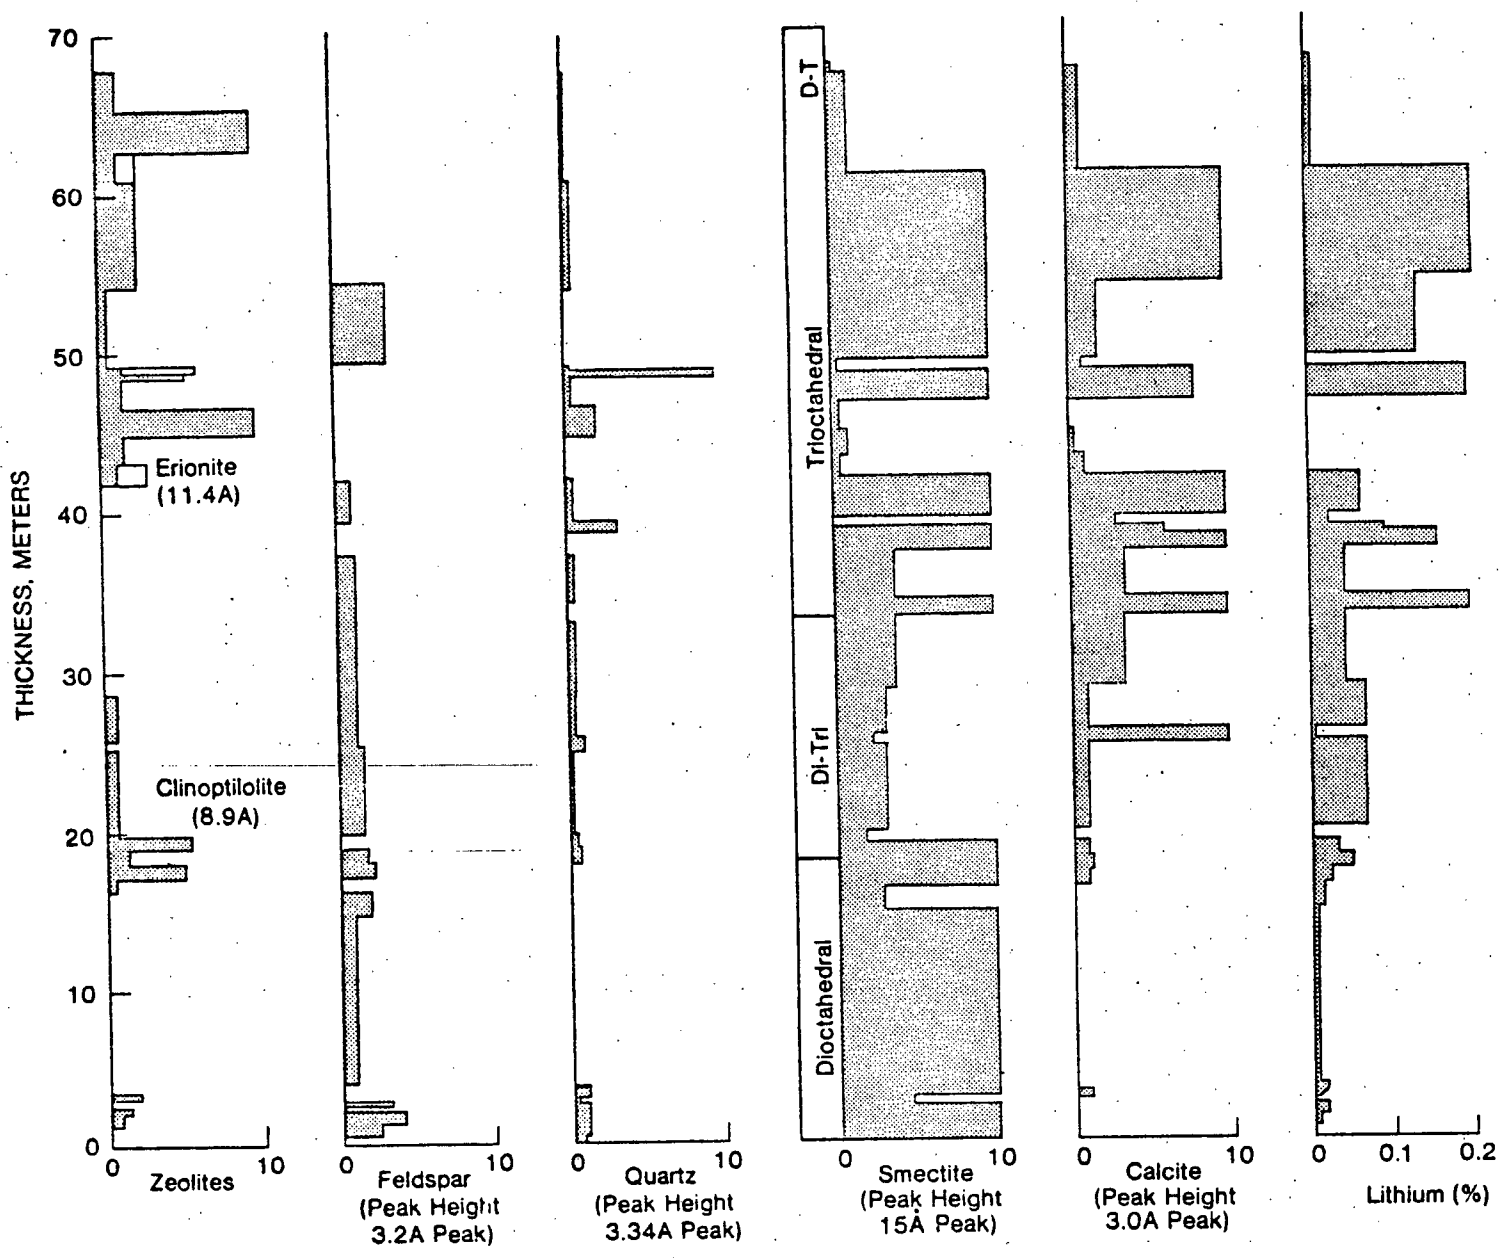 THICKNESS, METERS
70
60
50
40
30
20
10
0
Erionite
(11.4A)
Clinoptilolite
(8.9A)
0 10
Zeolites
0 10
Feldspar
(Peak Height
3.2A Peak)
0 10
Quartz
(Peak Height
3.34A Peak)
D-T
Trioctahedral
Di-Tri
Dioctahedral
0 10
Smectite
(Peak Height
15Å Peak)
0 10
Calcite
(Peak Height
3.0A Peak)
0 0.1 0.2
Lithium (%)